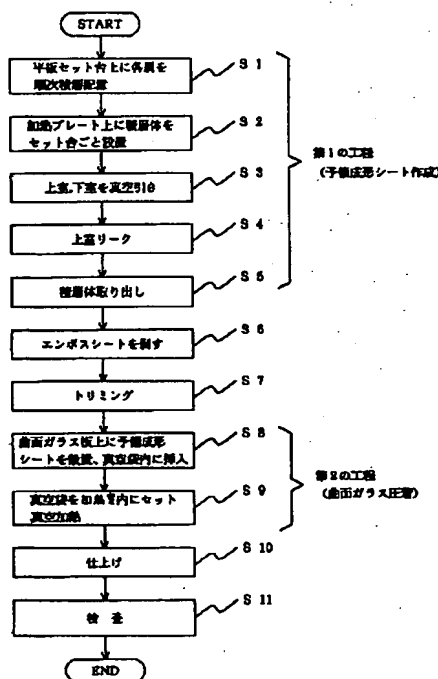 START
平板セット台上に各員を
順次積層配置
S 1
加熱プレート上に積層体を
セット台ごと設置
S 2
第1の工程
(予備成形シート作成)
上室,下室を真空引き
S 3
上室リーク
S 4
積層体取り出し
S 5
エンボスシートを剥す
S 6
トリミング
S 7
曲面ガラス板上に予備成形
シートを載置、真空袋内に挿入
S 8
真空袋を加熱室内にセット
真空加熱
S 9
第2の工程
(曲面ガラス圧着)
仕上げ
S 10
検 査
S 11
END